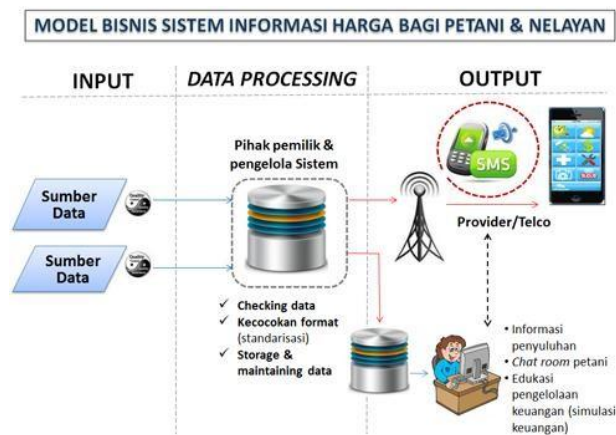 MODEL BISNIS SISTEM INFORMASI HARGA BAGI PETANI & NELAYAN
INPUT
DATA PROCESSING
OUTPUT
Pihak pemilik &
pengelola Sistem
Sumber
Data
Sumber
Data
✓ Checking data
✓ Kecocokan format
(standarisasi)
✓ Storage &
maintaining data
SMS
Provider/Telco
• Informasi
penyuluhan
• Chat room petani
• Edukasi
pengelolaan
keuangan (simulasi
keuangan)